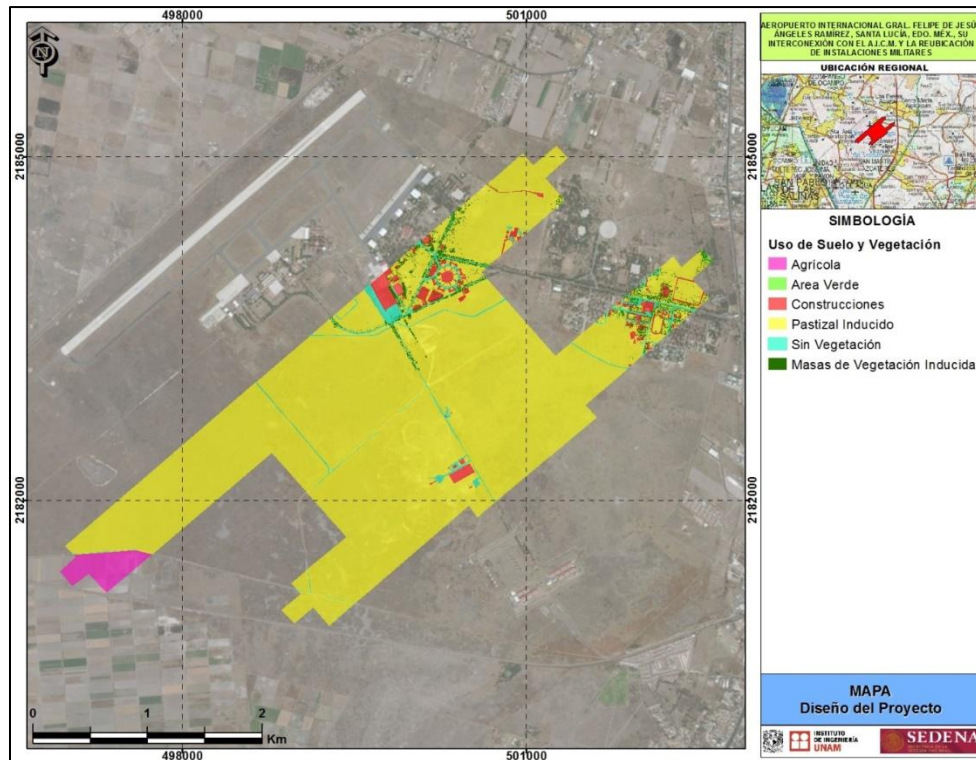 498000
501000
N
2185000
2185000
2182000
2182000
0
1
2
Km
498000
501000
AEROPUERTO INTERNACIONAL GRAL. FELIPE DE JESÚS
ÁNGELES RAMÍREZ, SANTA LUCÍA, EDO. MÉX., SU
INTERCONEXIÓN CON EL A.I.C.M. Y LA REUBICACIÓN
DE INSTALACIONES MILITARES
UBICACIÓN REGIONAL
SIMBOLOGÍA
Uso de Suelo y Vegetación
Agrícola
Area Verde
Construcciones
Pastizal Inducido
Sin Vegetación
Masas de Vegetación Inducida
MAPA
Diseño del Proyecto
INSTITUTO
DE INGENIERÍA
UNAM
SEDENA